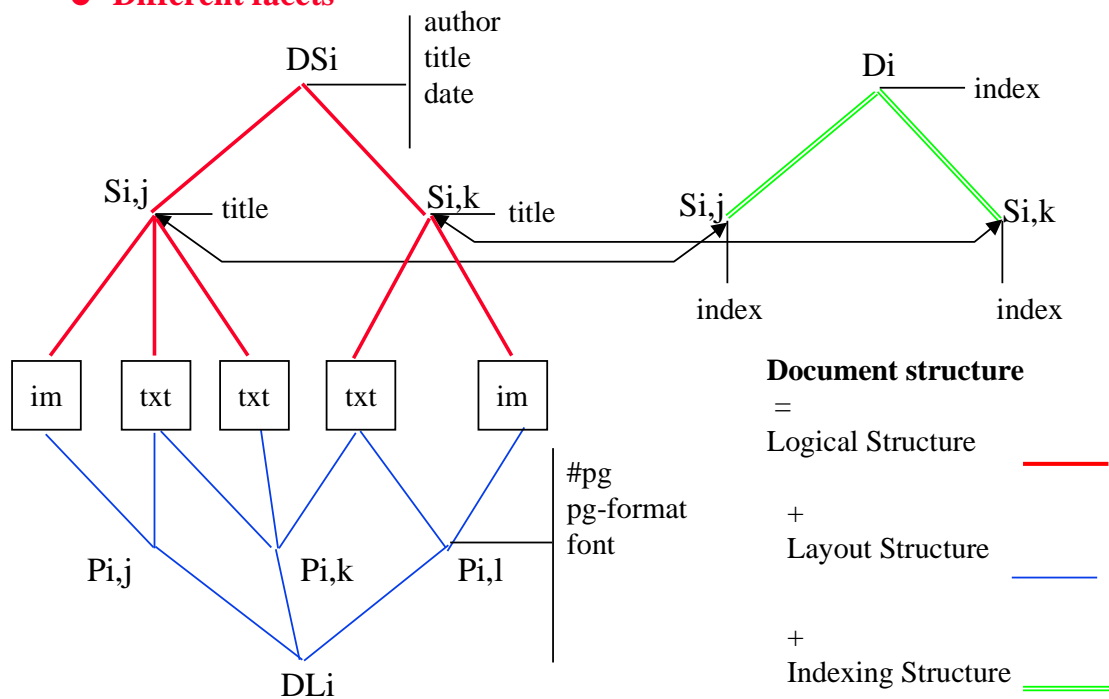 Different facets
author
title
date
DSi
Di
index
Si,j
title
Si,k
title
Si,j
Si,k
index
index
im
txt
txt
txt
im
Document structure
=
Logical Structure
+
Layout Structure
+
Indexing Structure
#pg
pg-format
font
Pi,j
Pi,k
Pi,l
DLi